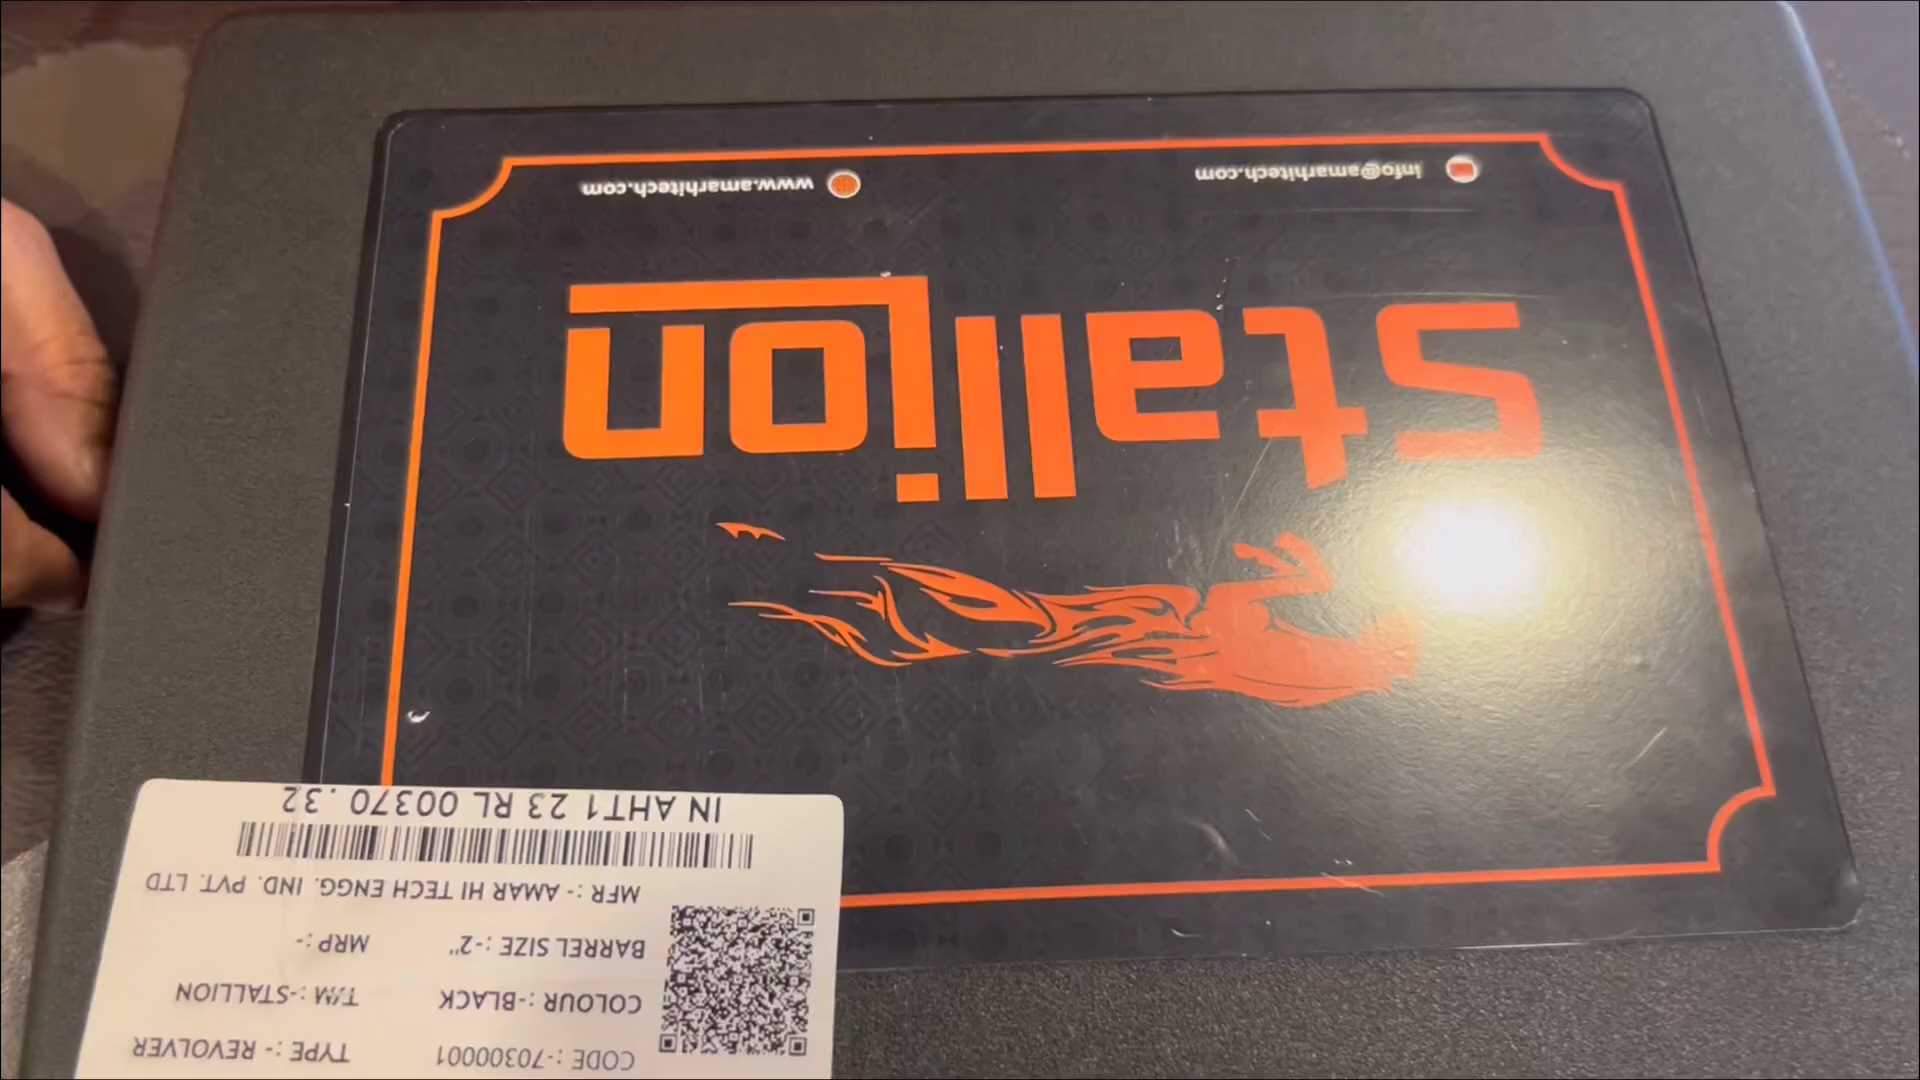 CODE :-70300001 TYPE :- REVOLVER
COLOUR :-BLACK T/M :-STALLION
BARREL SIZE :-2" MRP :-
MFR :- AMAR HI TECH ENGG. IND. PVT. LTD
IN AHT1 23 RL 00370 .32
Stallion
info@amarhitech.com www.amarhitech.com